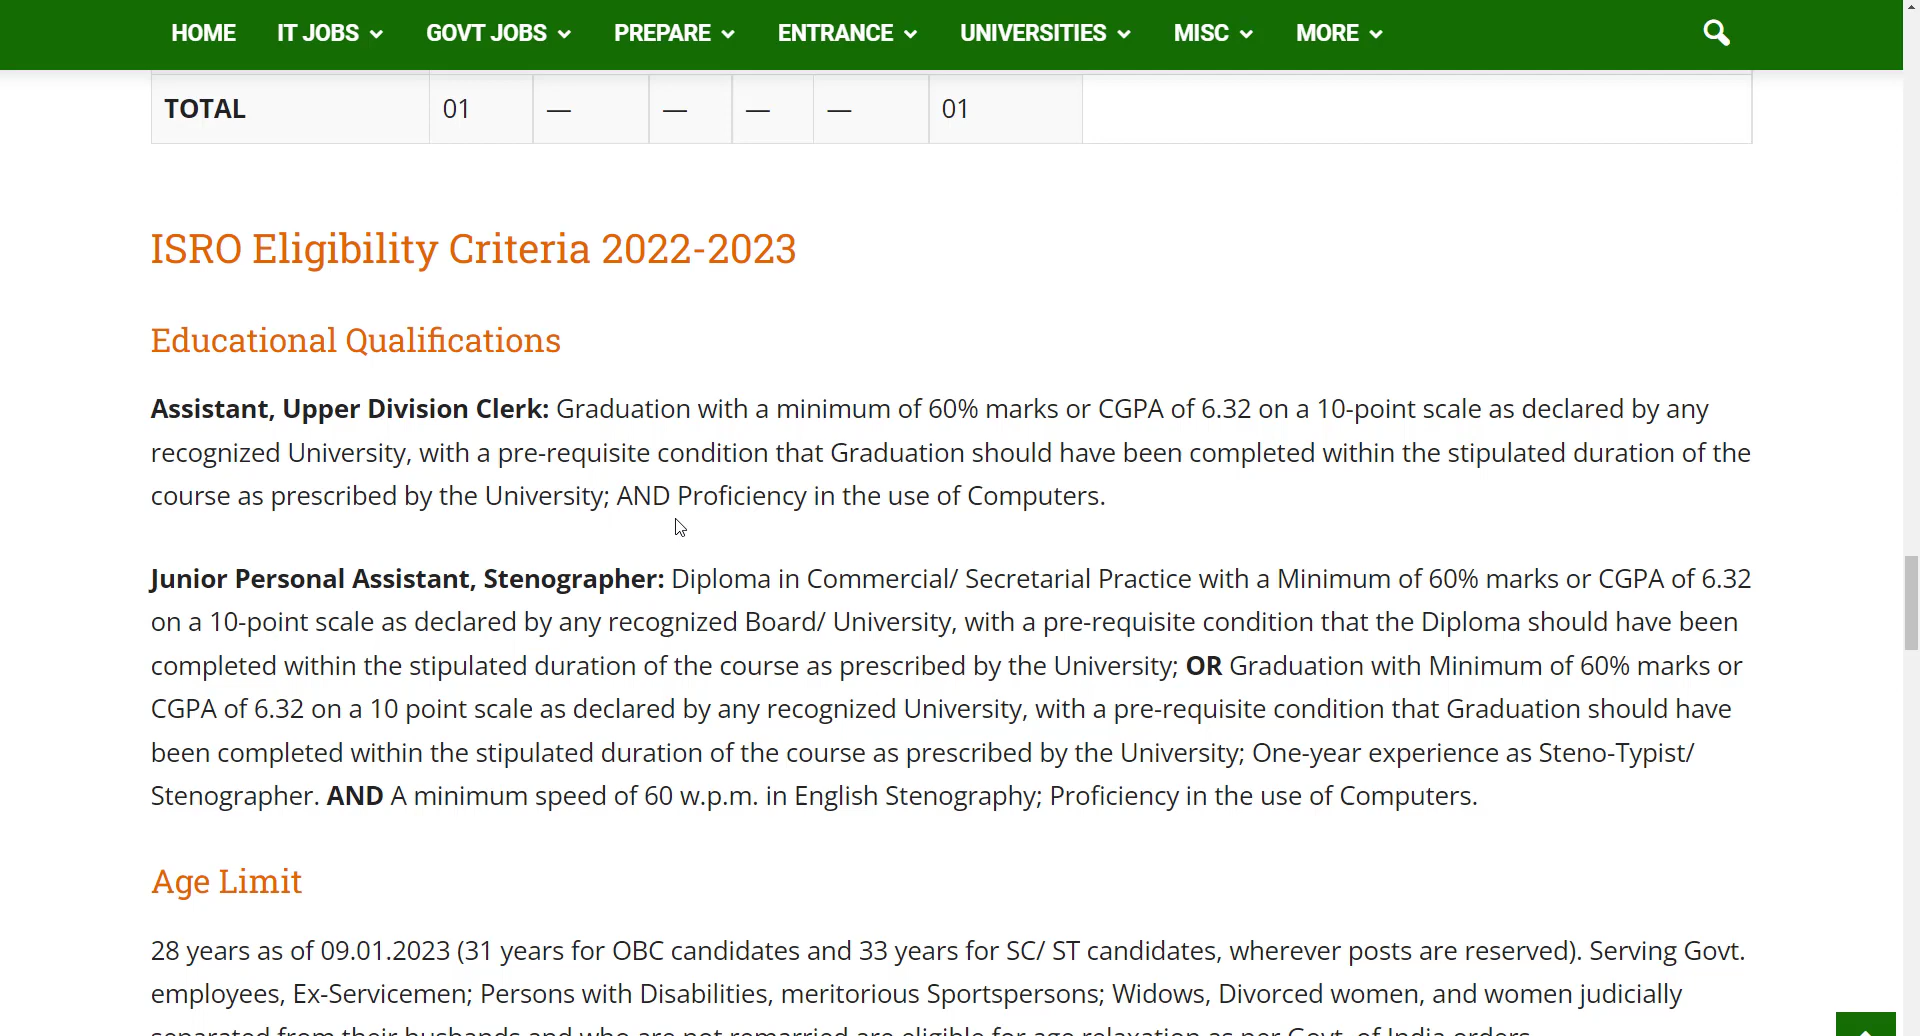 HOME IT JOBS GOVT JOBS PREPARE ENTRANCE UNIVERSITIES MISC MORE
TOTAL 01 — — — — 01
ISRO Eligibility Criteria 2022-2023
Educational Qualifications
Assistant, Upper Division Clerk: Graduation with a minimum of 60% marks or CGPA of 6.32 on a 10-point scale as declared by any
recognized University, with a pre-requisite condition that Graduation should have been completed within the stipulated duration of the
course as prescribed by the University; AND Proficiency in the use of Computers.
Junior Personal Assistant, Stenographer: Diploma in Commercial/ Secretarial Practice with a Minimum of 60% marks or CGPA of 6.32
on a 10-point scale as declared by any recognized Board/ University, with a pre-requisite condition that the Diploma should have been
completed within the stipulated duration of the course as prescribed by the University; OR Graduation with Minimum of 60% marks or
CGPA of 6.32 on a 10 point scale as declared by any recognized University, with a pre-requisite condition that Graduation should have
been completed within the stipulated duration of the course as prescribed by the University; One-year experience as Steno-Typist/
Stenographer. AND A minimum speed of 60 w.p.m. in English Stenography; Proficiency in the use of Computers.
Age Limit
28 years as of 09.01.2023 (31 years for OBC candidates and 33 years for SC/ ST candidates, wherever posts are reserved). Serving Govt.
employees, Ex-Servicemen; Persons with Disabilities, meritorious Sportspersons; Widows, Divorced women, and women judicially
separated from their husbands and who are not remarried are eligible for age relaxation as per Govt. of India orders.